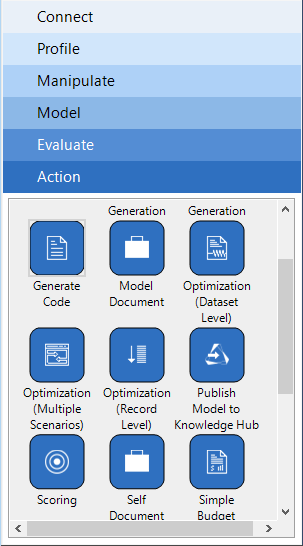 Connect
Profile
Manipulate
Model
Evaluate
Action
Generation Generation
Generate Model Optimization
Code Document (Dataset
Level)
Optimization Optimization Publish
(Multiple (Record Model to
Scenarios) Level) Knowledge Hub
Scoring Self Simple
Document Budget